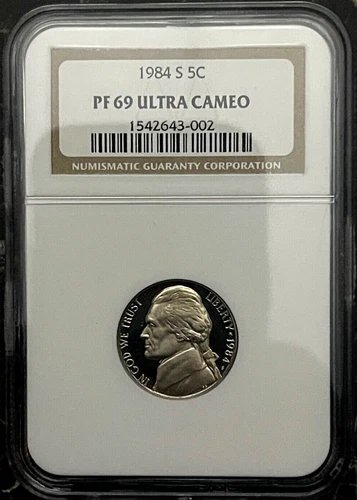 1984 S 5C
PF 69 ULTRA CAMEO
1542643-002
NUMISMATIC GUARANTY CORPORATION
IN GOD WE TRUST
LIBERTY 1984